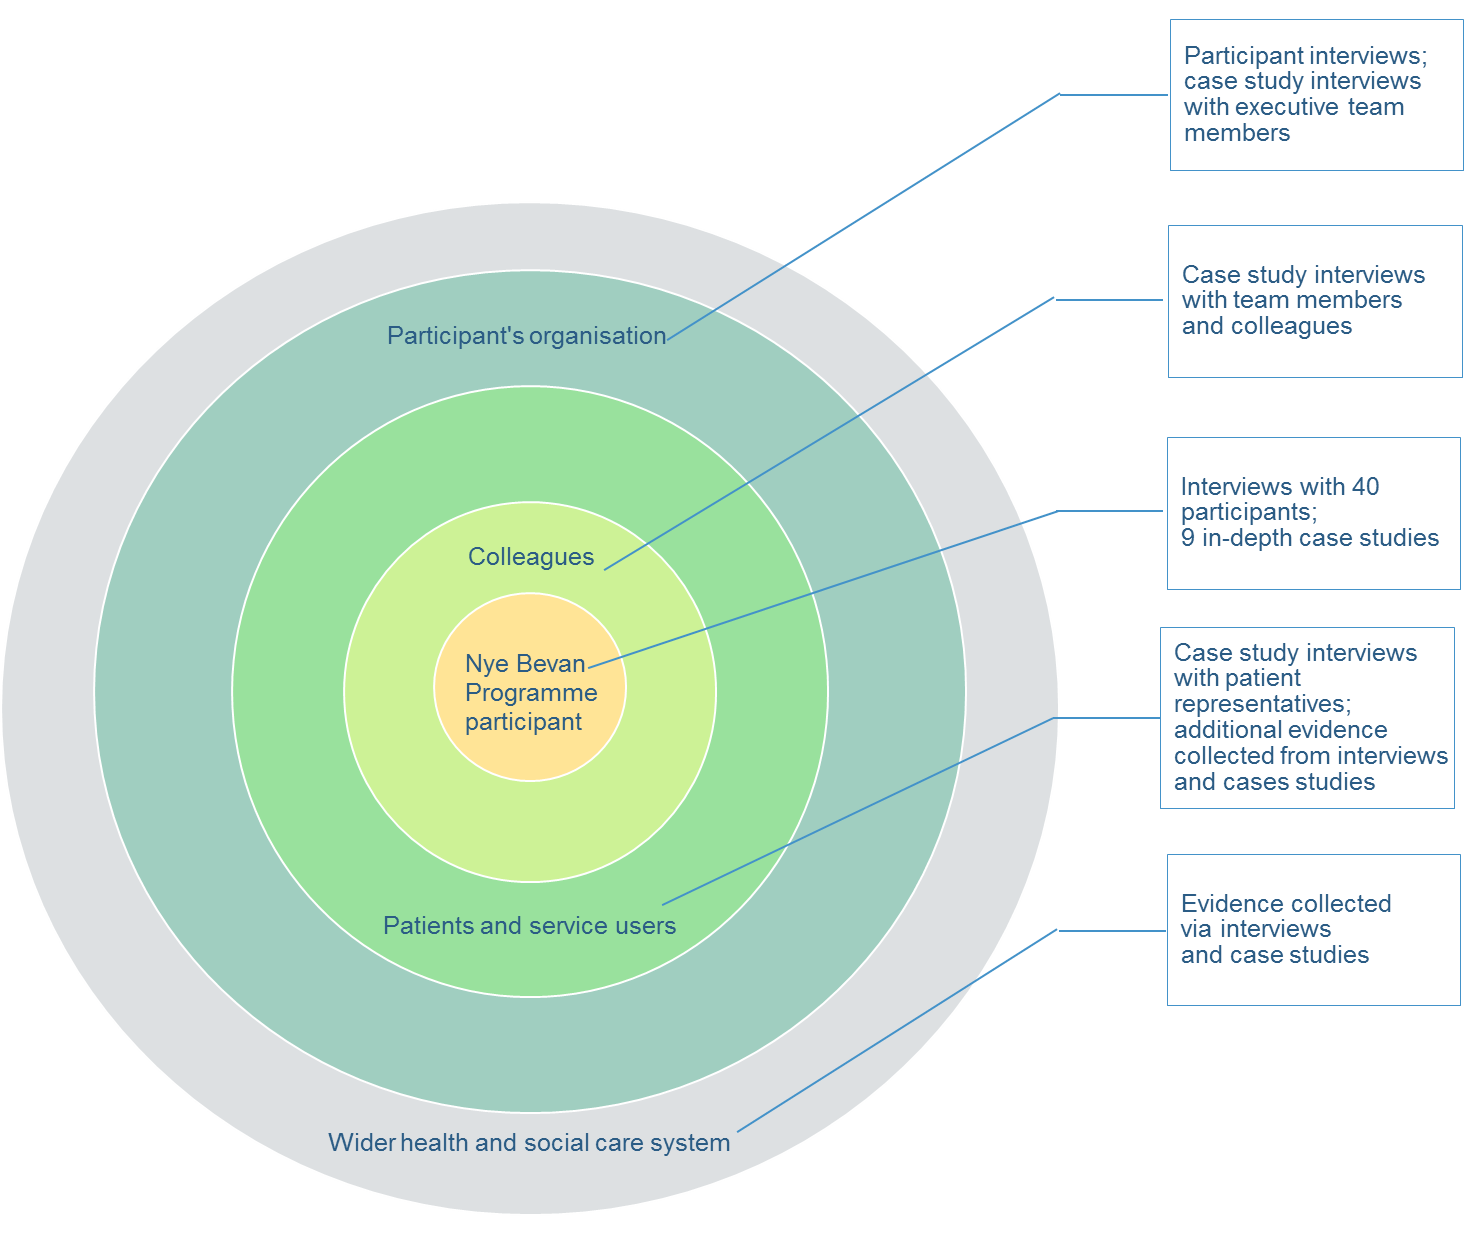 Participant interviews;
case study interviews
with executive team
members
Case study interviews
with team members
and colleagues
Interviews with 40
participants;
9 in-depth case studies
Case study interviews
with patient
representatives;
additional evidence
collected from interviews
and cases studies
Evidence collected
via interviews
and case studies
Participant's organisation
Colleagues
Nye Bevan
Programme
participant
Patients and service users
Wider health and social care system